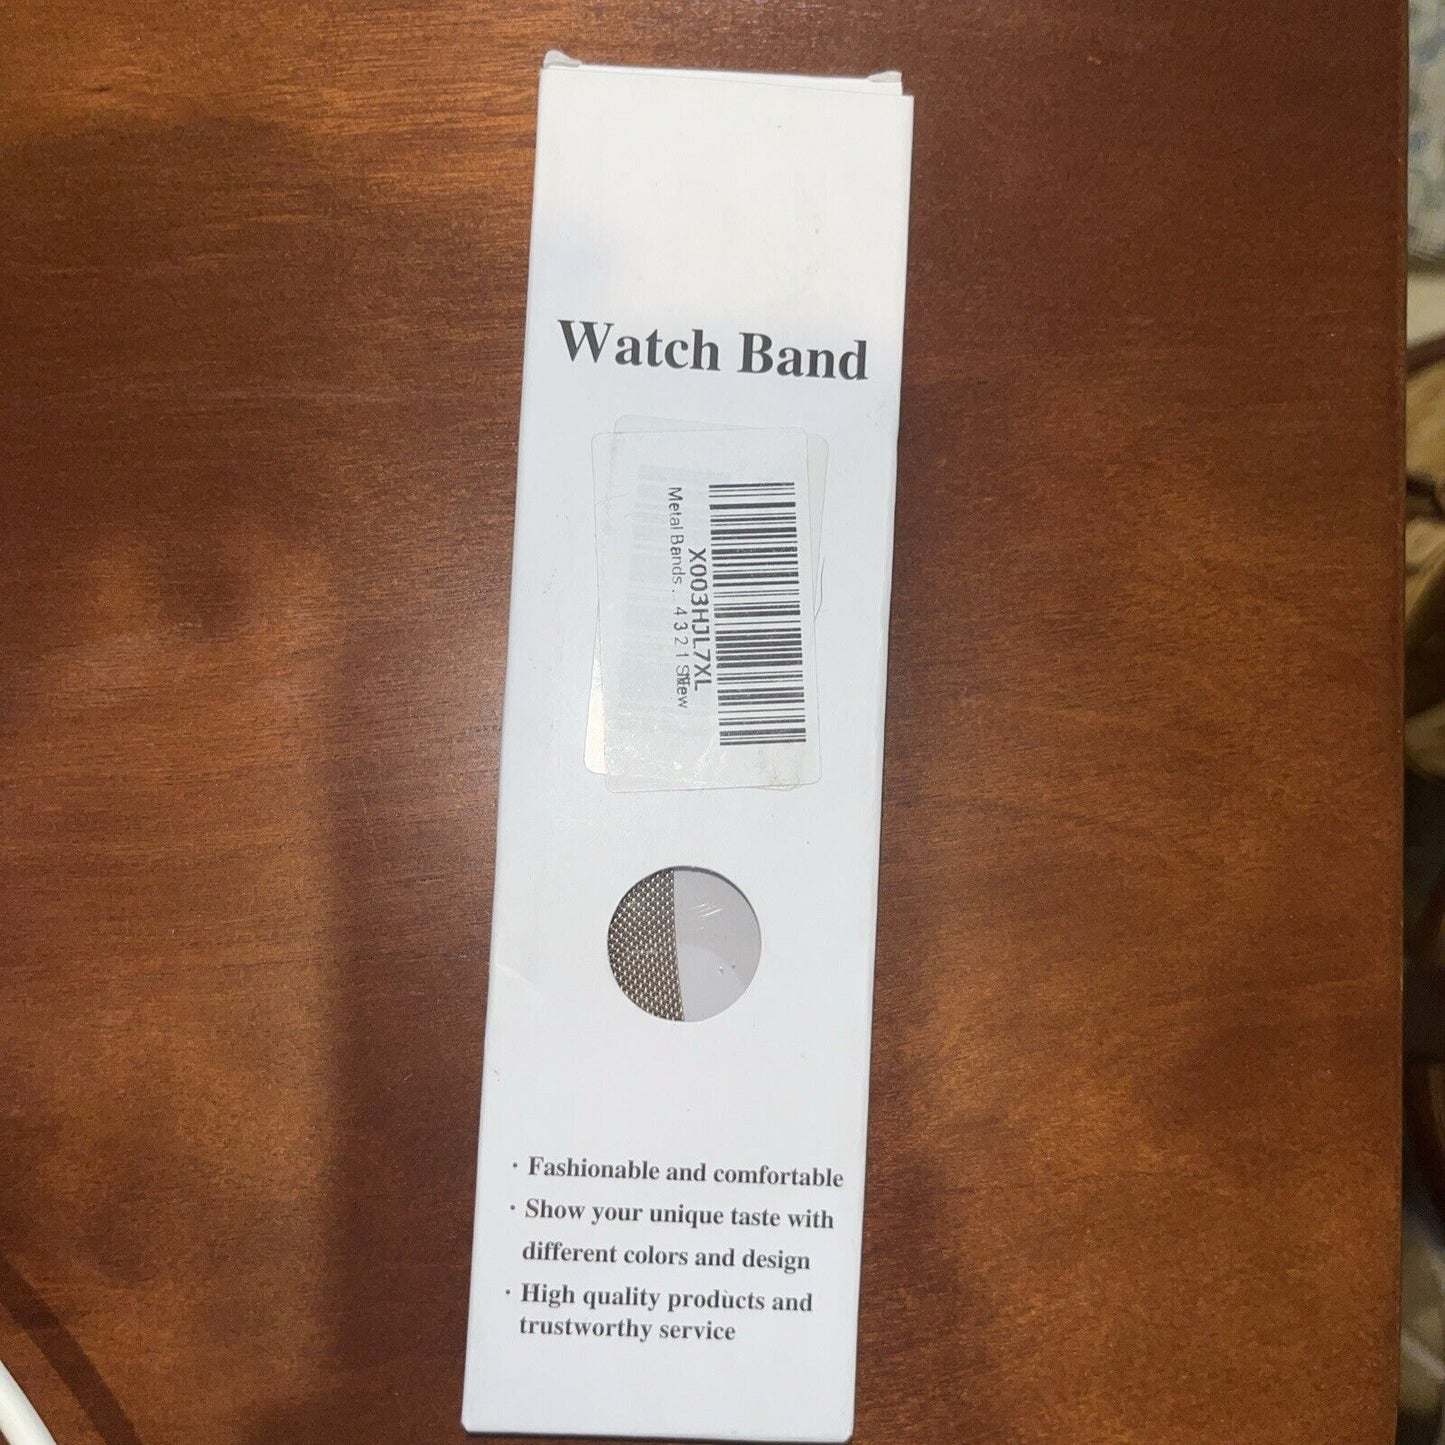 Watch Band
X003HJL7XL
Metal Bands... 4 3 2 1 SE
New
· Fashionable and comfortable
· Show your unique taste with
different colors and design
· High quality products and
trustworthy service